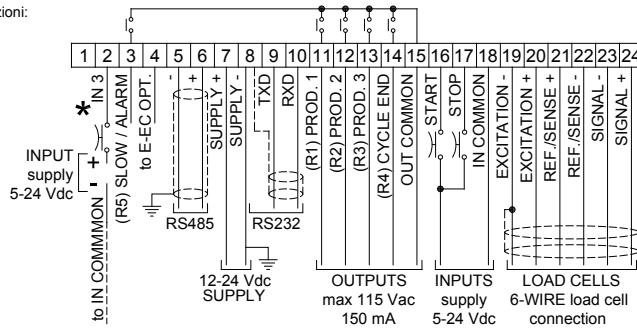 zioni:
1 2 3 4 5 6 7 8 9 10 11 12 13 14 15 16 17 18 19 20 21 22 23 24
*
IN 3
(R5) SLOW / ALARM
to E-EC OPT.
-
+
SUPPLY +
SUPPLY -
TXD
RXD
(R1) PROD. 1
(R2) PROD. 2
(R3) PROD. 3
(R4) CYCLE END
OUT COMMON
START
STOP
IN COMMON
EXCITATION -
EXCITATION +
REF./SENSE +
REF./SENSE -
SIGNAL -
SIGNAL +
INPUT
supply
5-24 Vdc
+
-
to IN COMMMON
RS485
RS232
12-24 Vdc
SUPPLY
OUTPUTS
max 115 Vac
150 mA
INPUTS
supply
5-24 Vdc
LOAD CELLS
6-WIRE load cell
connection